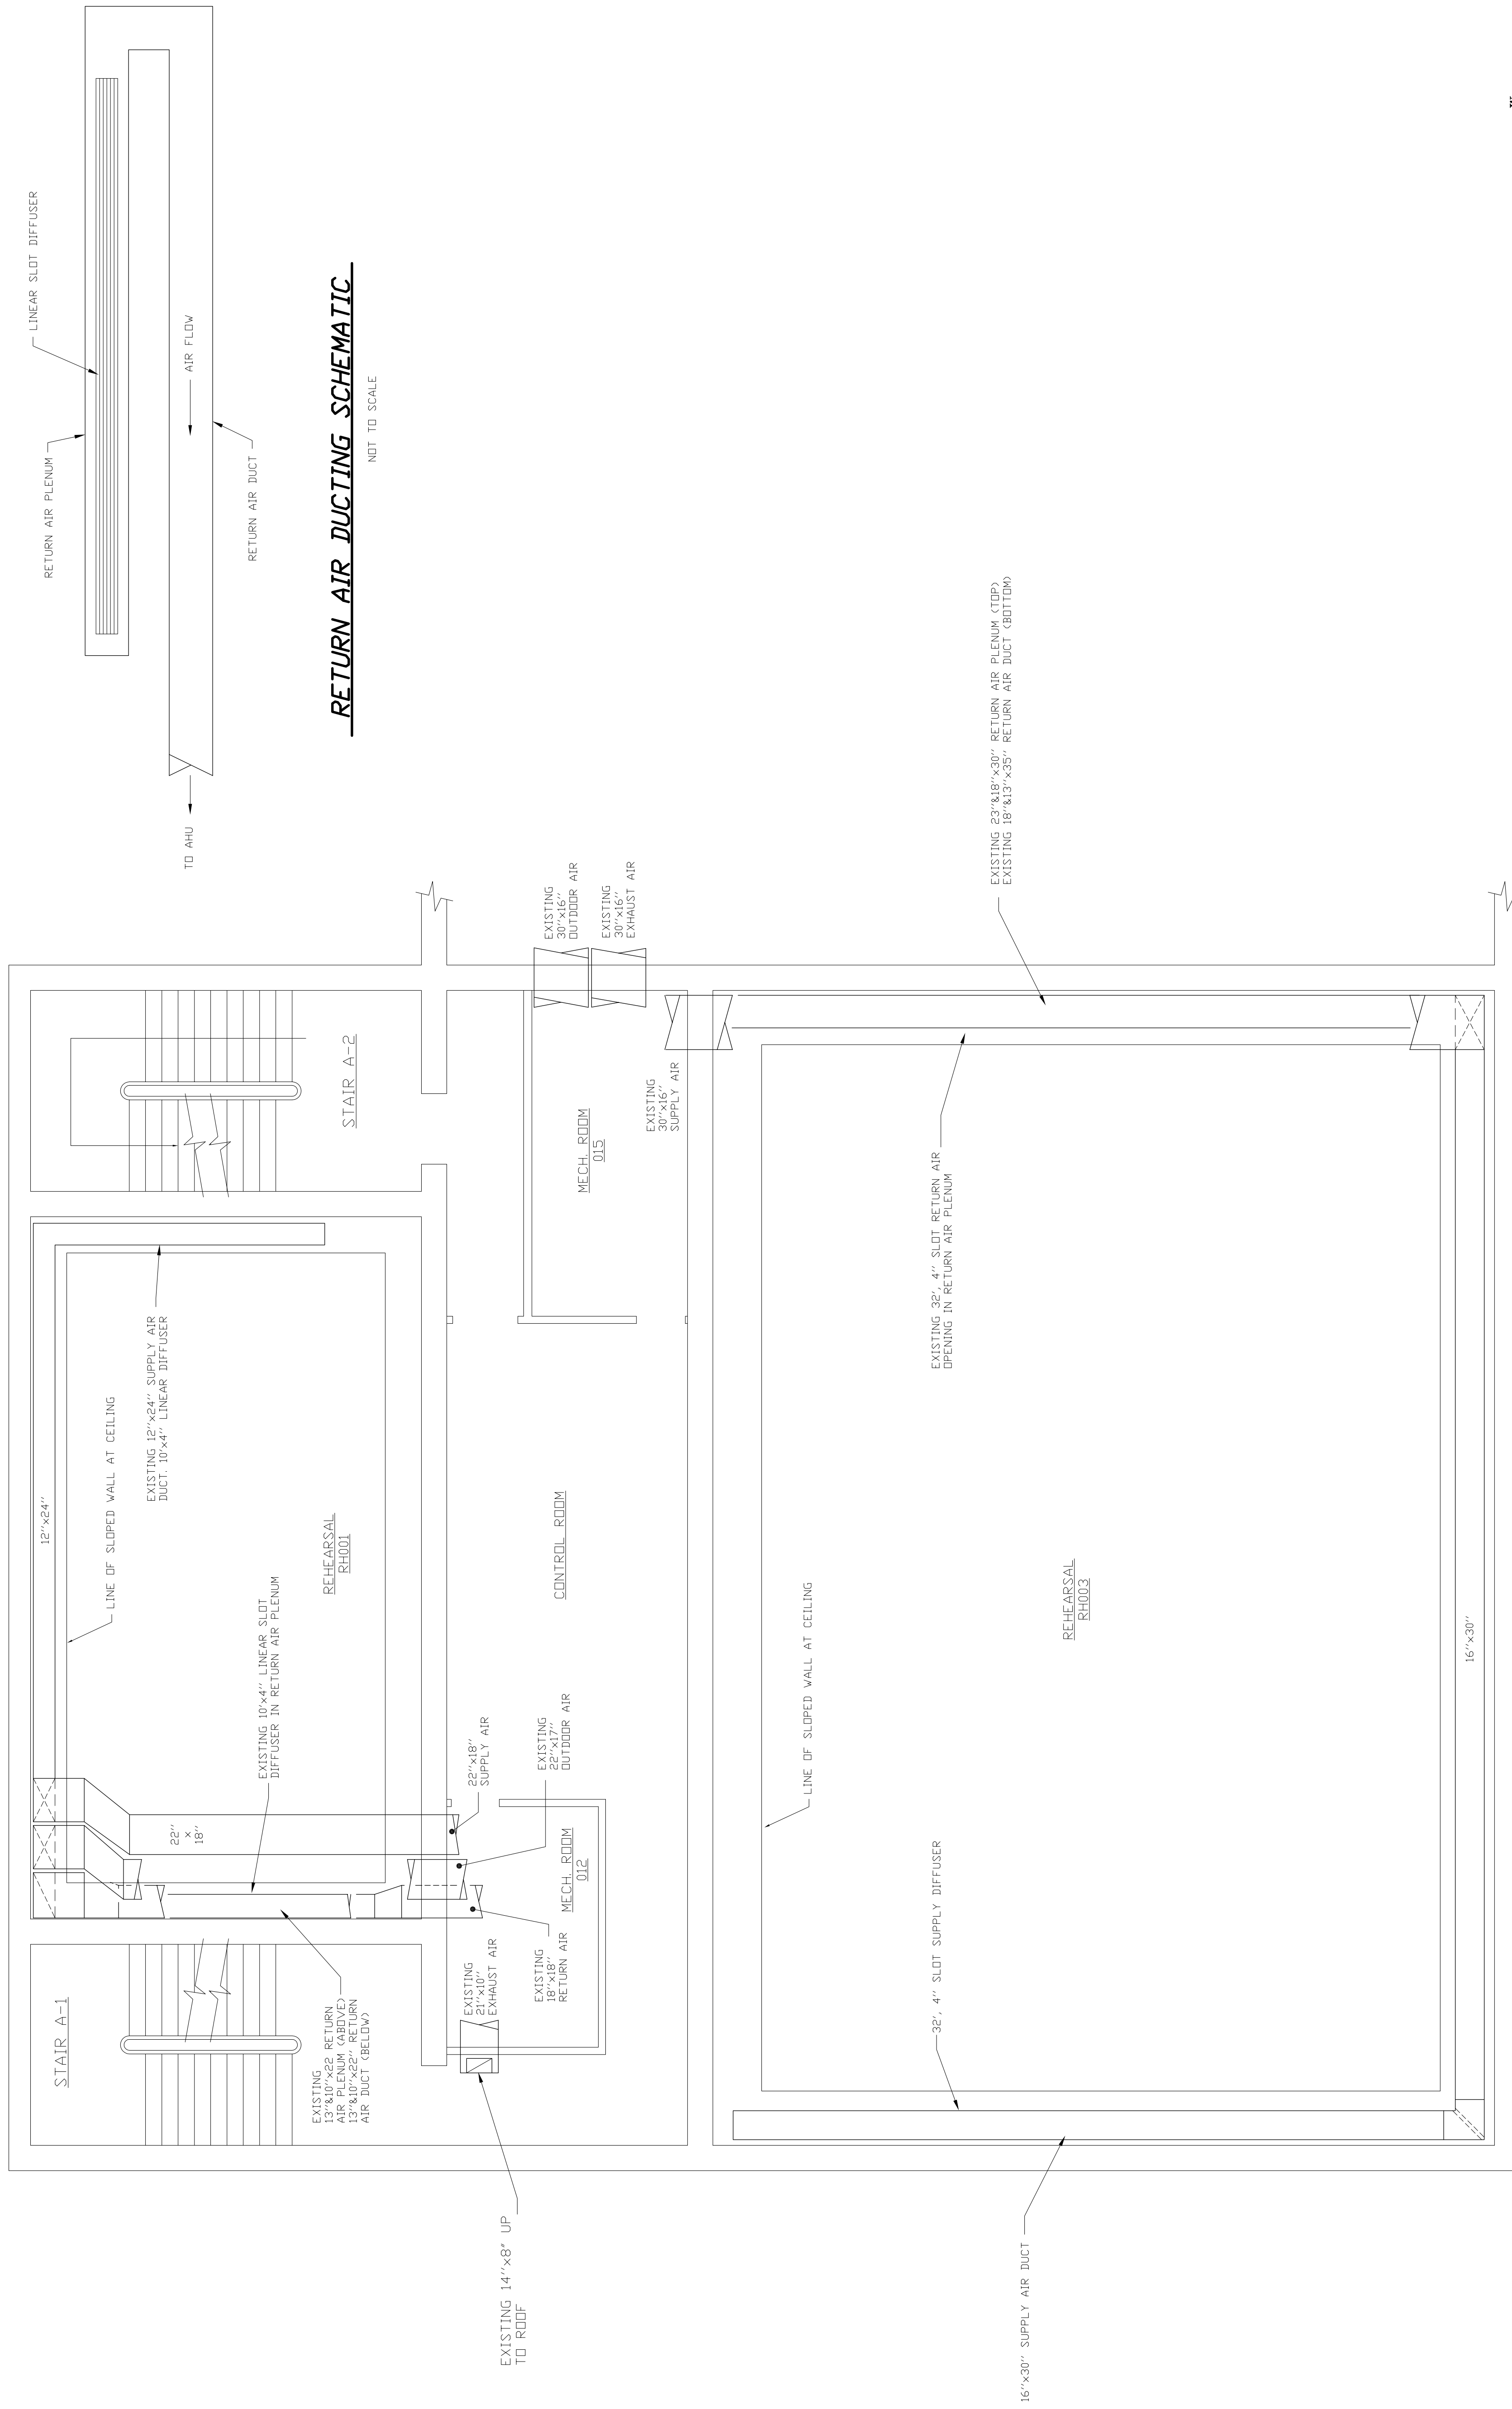 LINEAR SLOT DIFFUSER
RETURN AIR PLENUM
AIR FLOW
RETURN AIR DUCT
TO AHU
RETURN AIR DUCTING SCHEMATIC
NOT TO SCALE
STAIR A-1
EXISTING
13''&10''x22 RETURN
AIR PLENUM (ABOVE)
13''&10''x22'' RETURN
AIR DUCT (BELOW)
12''x24''
LINE OF SLOPED WALL AT CEILING
EXISTING 12''x24'' SUPPLY AIR
DUCT. 10'x4'' LINEAR DIFFUSER
22''
x
18''
EXISTING 10'x4'' LINEAR SLOT
DIFFUSER IN RETURN AIR PLENUM
REHEARSAL
RH001
STAIR A-2
EXISTING 14''x8" UP
TO ROOF
EXISTING
21''x10''
EXHAUST AIR
EXISTING
18''x18''
RETURN AIR
MECH. ROOM
012
22''x18''
SUPPLY AIR
EXISTING
22''x17''
OUTDOOR AIR
CONTROL ROOM
MECH. ROOM
015
EXISTING
30''x16''
OUTDOOR AIR
EXISTING
30''x16''
EXHAUST AIR
EXISTING
30''x16''
SUPPLY AIR
LINE OF SLOPED WALL AT CEILING
32', 4'' SLOT SUPPLY DIFFUSER
16''x30'' SUPPLY AIR DUCT
EXISTING 32', 4'' SLOT RETURN AIR
OPENING IN RETURN AIR PLENUM
EXISTING 23''&18''x30'' RETURN AIR PLENUM (TOP)
EXISTING 18''&13''x35'' RETURN AIR DUCT (BOTTOM)
REHEARSAL
RH003
16''x30''